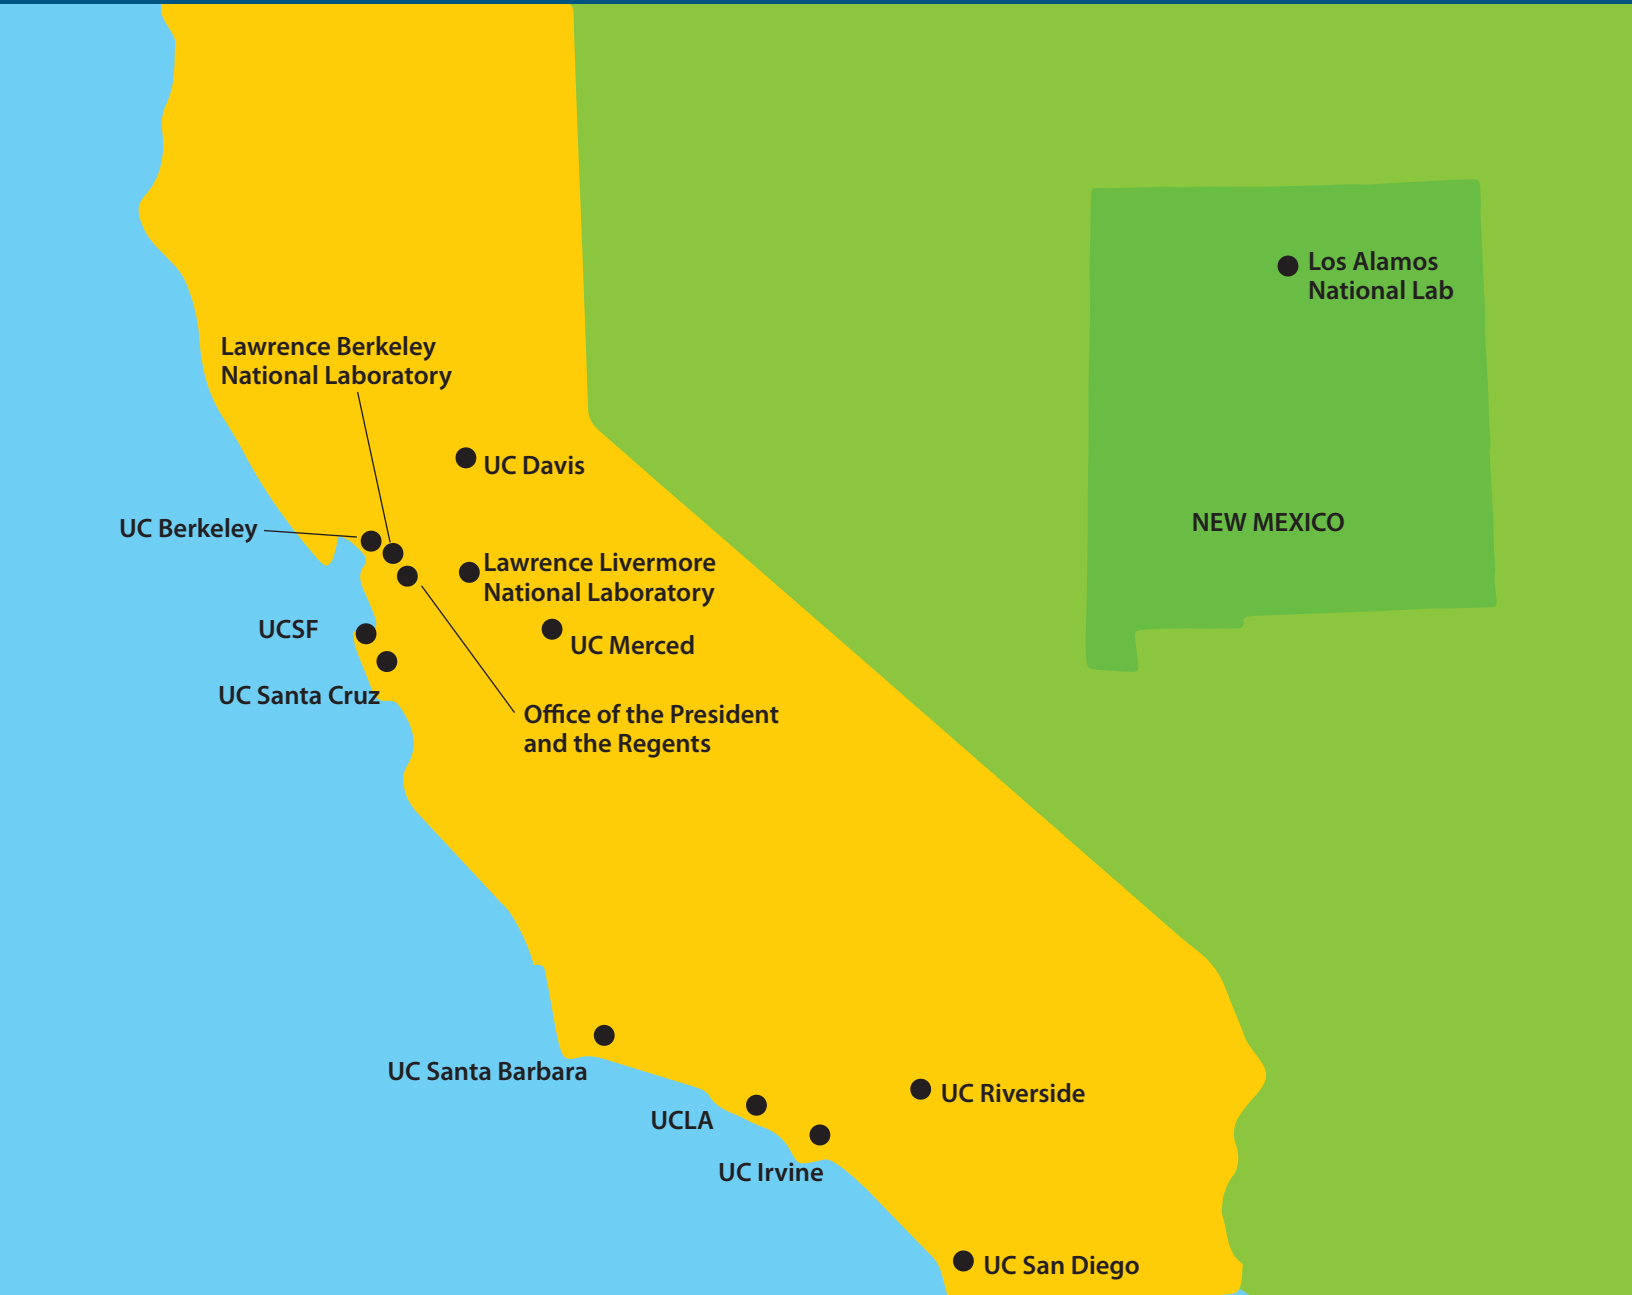 Los Alamos
National Lab
Lawrence Berkeley
National Laboratory
UC Davis
UC Berkeley
NEW MEXICO
Lawrence Livermore
National Laboratory
UCSF
UC Merced
UC Santa Cruz
Office of the President
and the Regents
UC Santa Barbara
UC Riverside
UCLA
UC Irvine
UC San Diego